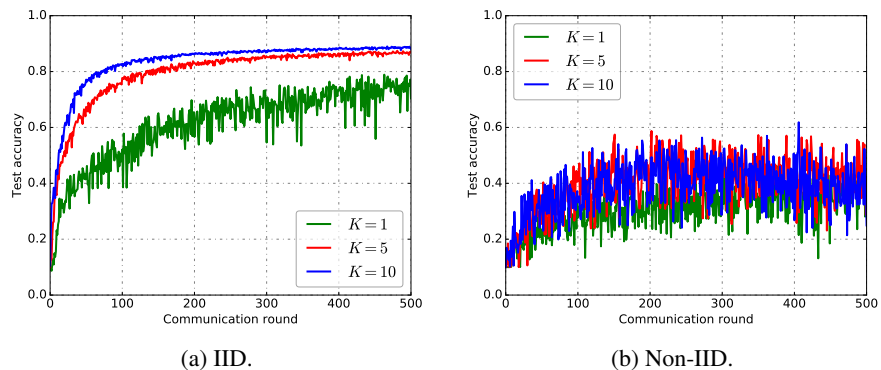 1.0
0.8
0.6
0.4
0.2
0.0
Test accuracy
K = 1
K = 5
K = 10
0
100
200
300
400
500
Communication round
(a) IID.
1.0
0.8
0.6
0.4
0.2
0.0
Test accuracy
K = 1
K = 5
K = 10
0
100
200
300
400
500
Communication round
(b) Non-IID.